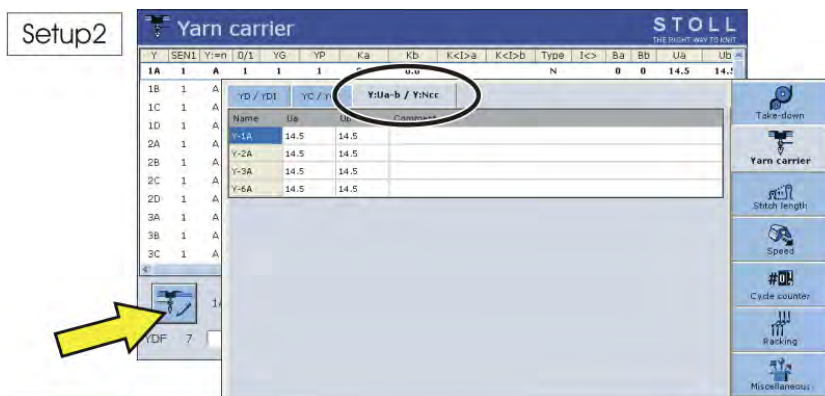 Setup2
Yarn carrier
STOLL
THE RIGHT WAY TO KNIT
Y SEN1 Y:=n 0/1 YG YP Ka Kb K<I>a K<I>b Type I<> Ba Bb Ua Ub
1A 1 A 1 1 1 0.0 N 0 0 14.5
1B 1 A
1C 1 A
1D 1 A
2A 1 A
2B 1 A
2C 1 A
2D 1 A
3A 1 A
3B 1 A
3C 1 A
YD / YDI Y:Ua-b / Y:Ncc
Name Ua Comment
Y-1A 14.5 14.5
Y-2A 14.5 14.5
Y-3A 14.5 14.5
Y-6A 14.5 14.5
YDF 7
Take-down
Yarn carrier
Stitch length
Speed
Cycle counter
Racking
Miscellaneous